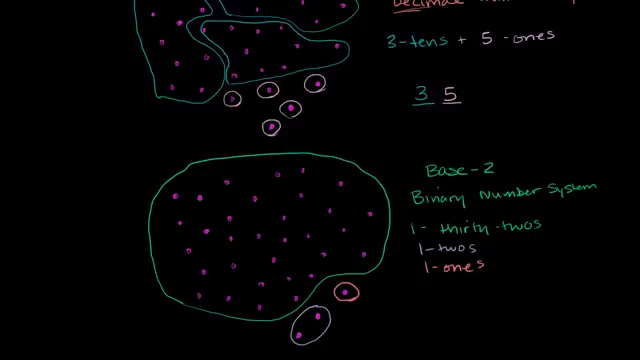 Decimal
3-tens + 5-ones
3 5
Base-2
Binary Number System
1-thirty-twos
1-twos
1-ones